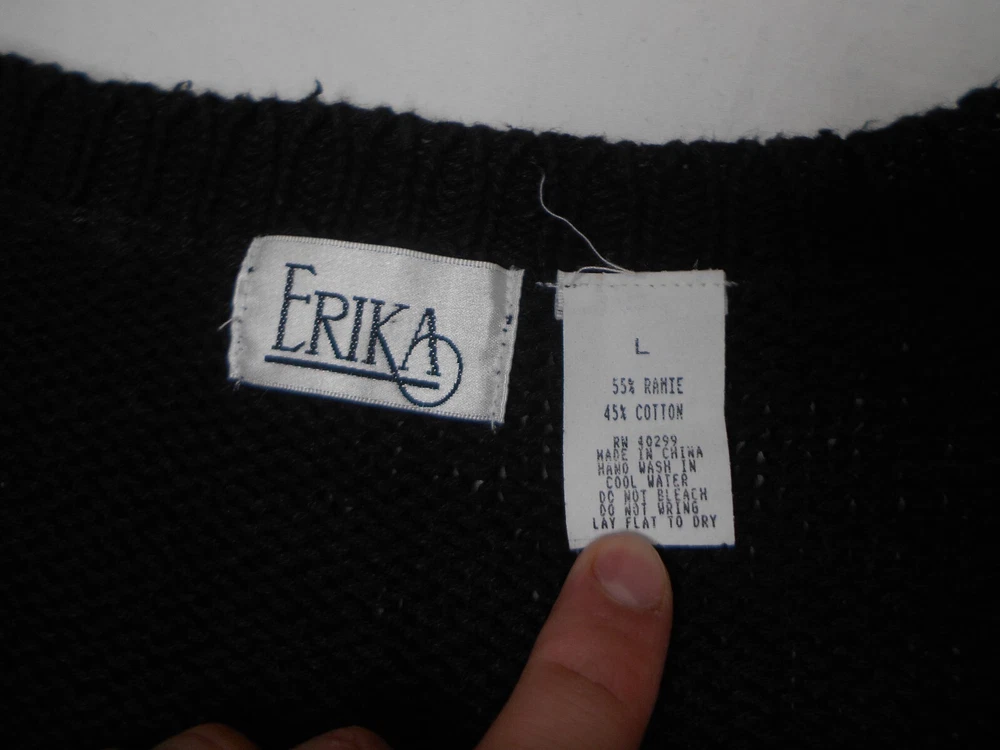 ERIKA
L
55% RAMIE
45% COTTON
RN 40299
MADE IN CHINA
HAND WASH IN
COOL WATER
DO NOT BLEACH
DO NOT WRING
LAY FLAT TO DRY